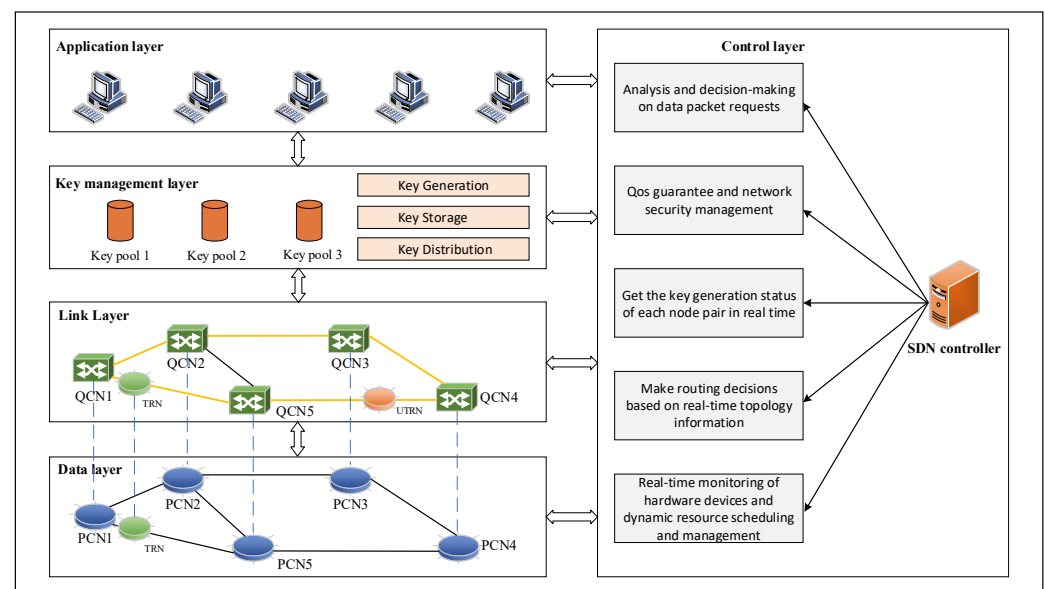 Application layer
Key management layer
Key pool 1
Key pool 2
Key pool 3
Key Generation
Key Storage
Key Distribution
Link Layer
QCN1
QCN2
QCN3
QCN4
QCN5
TRN
UTRN
Data layer
PCN1
PCN2
PCN3
PCN4
PCN5
TRN
Control layer
Analysis and decision-making
on data packet requests
Qos guarantee and network
security management
Get the key generation status
of each node pair in real time
Make routing decisions
based on real-time topology
information
Real-time monitoring of
hardware devices and
dynamic resource scheduling
and management
SDN controller